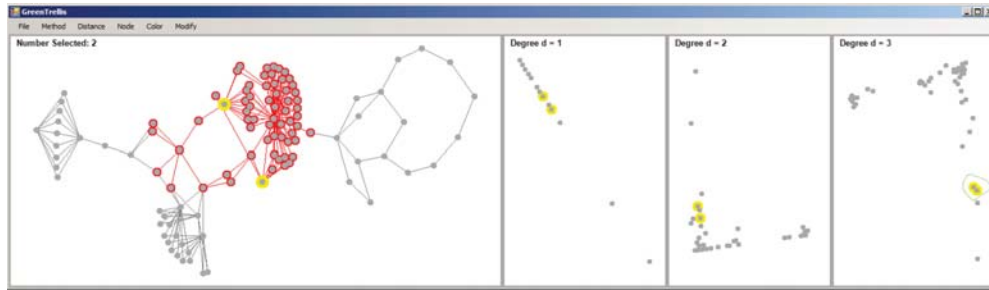 GreenTrellis
File Method Distance Node Color Modify
Number Selected: 2
Degree d = 1
Degree d = 2
Degree d = 3